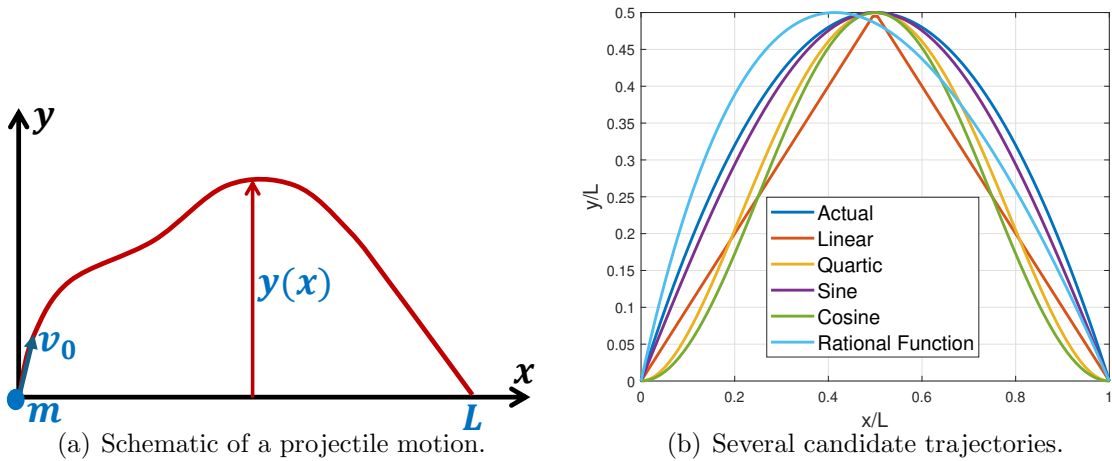 y
y(x)
v₀
x
m
L
(a) Schematic of a projectile motion.
0.5
0.45
0.4
0.35
0.3
0.25
0.2
0.15
0.1
0.05
0
y/L
Actual
Linear
Quartic
Sine
Cosine
Rational Function
0 0.2 0.4 0.6 0.8 1
x/L
(b) Several candidate trajectories.